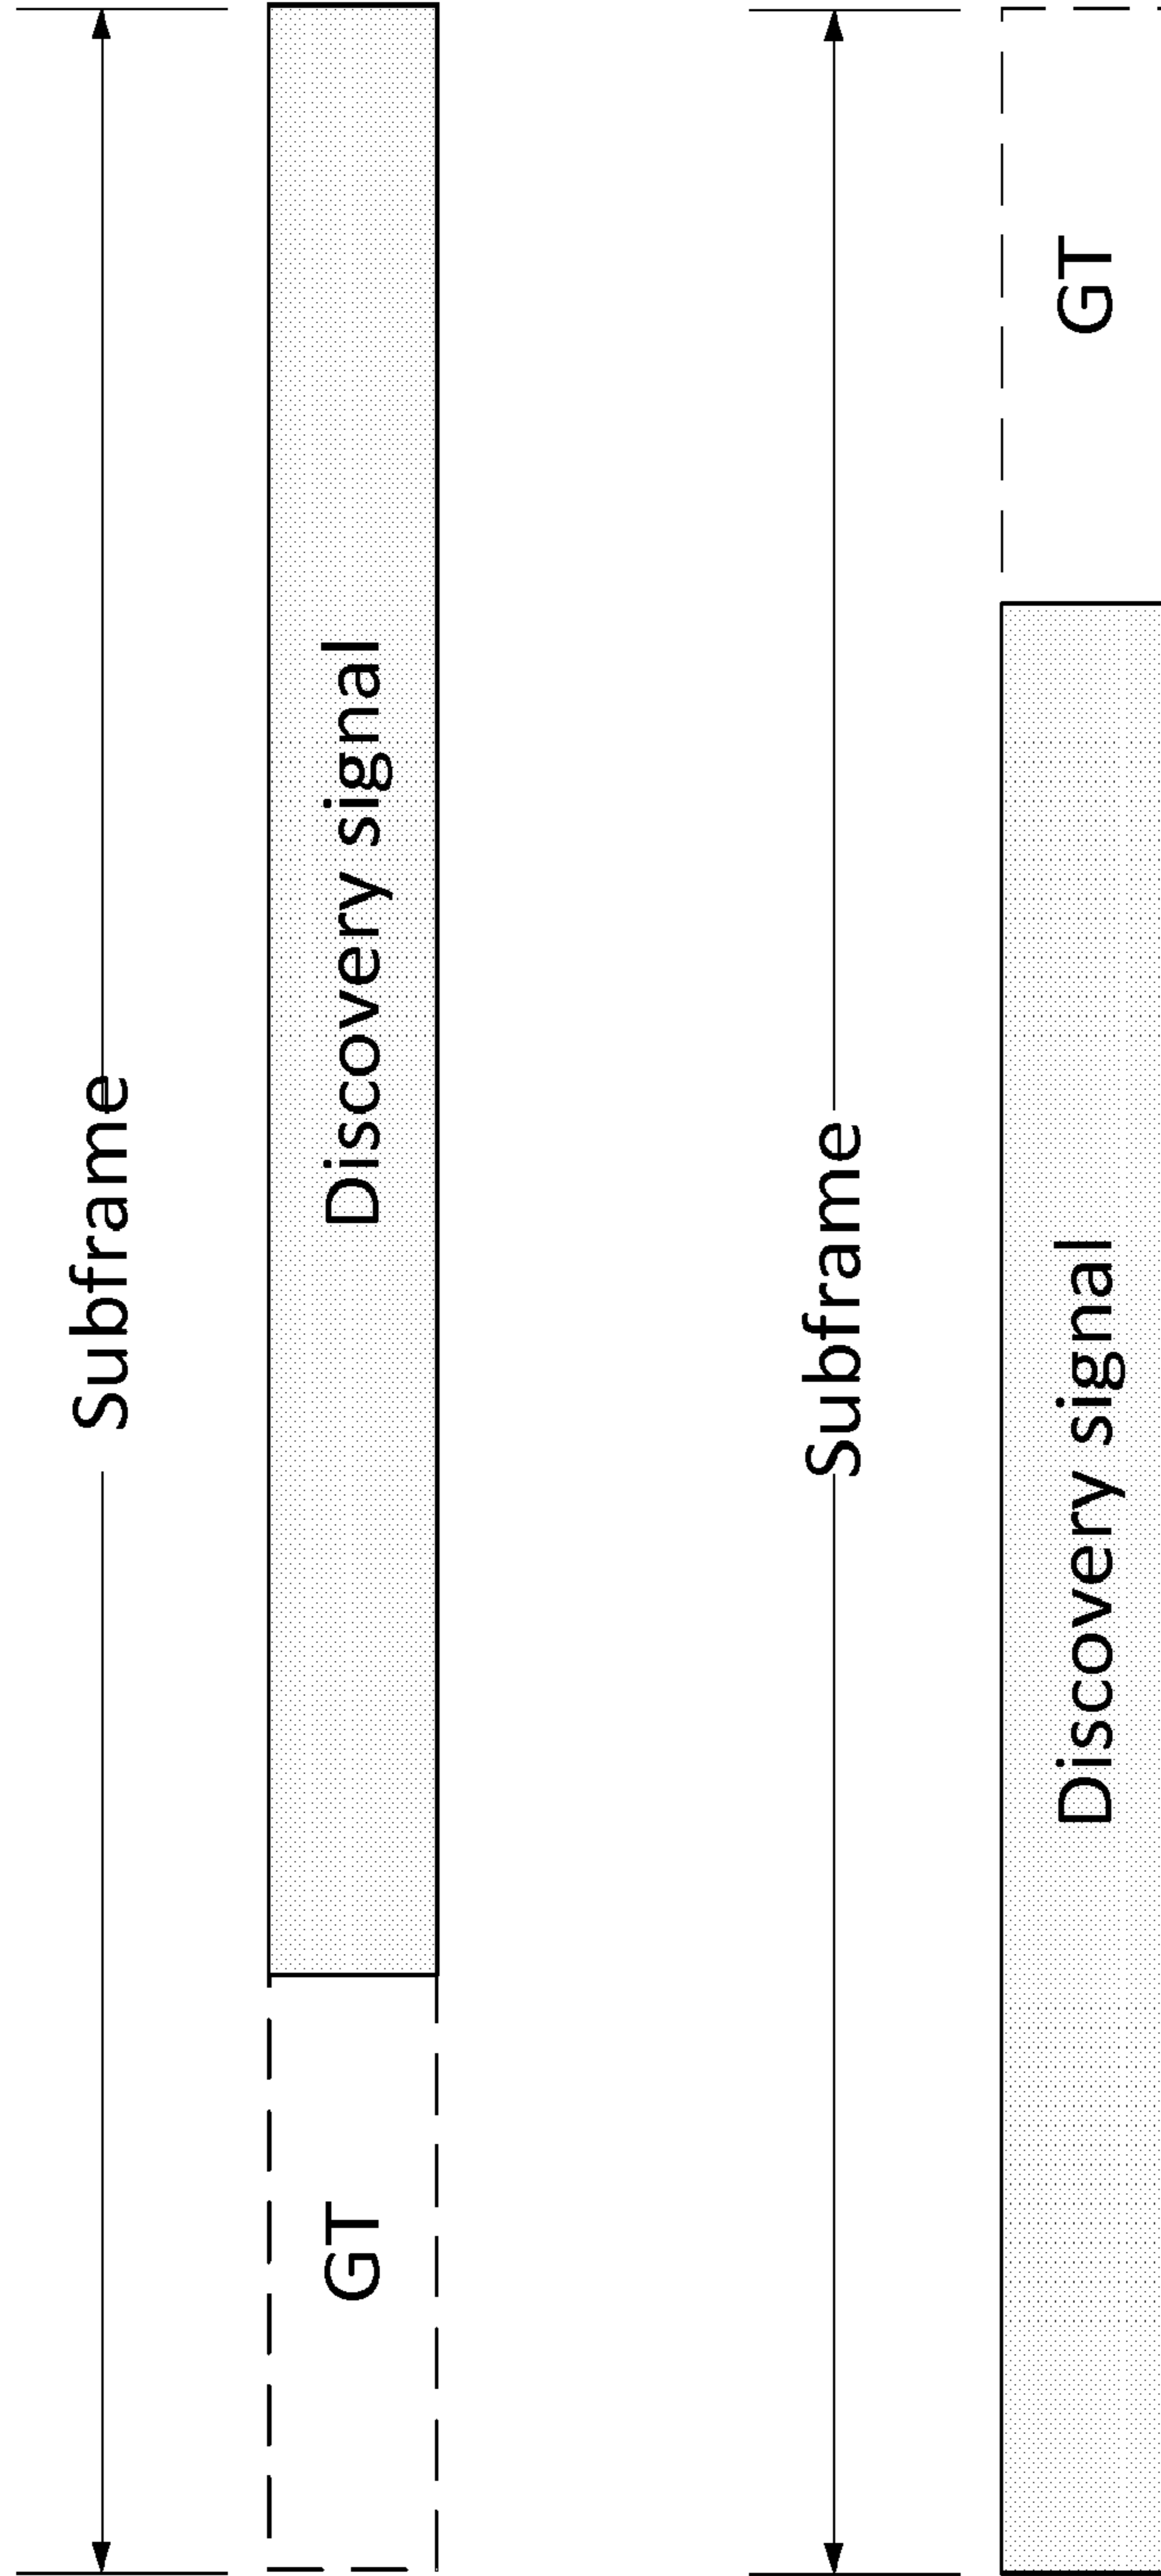 Subframe
GT
Discovery signal
Subframe
Discovery signal
GT